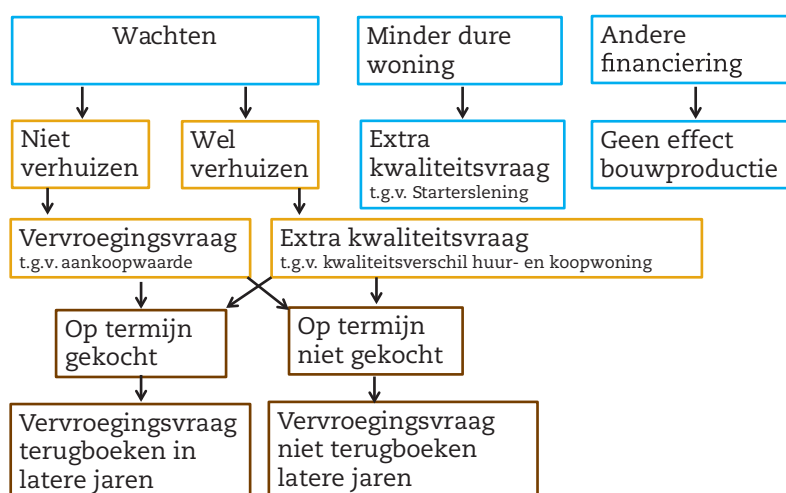 Wachten
Minder dure
woning
Andere
financiering
Niet
verhuizen
Wel
verhuizen
Extra
kwaliteitsvraag
t.g.v. Starterslening
Geen effect
bouwproductie
Vervroegingsvraag
t.g.v. aankoopwaarde
Extra kwaliteitsvraag
t.g.v. kwaliteitsverschil huur- en koopwoning
Op termijn
gekocht
Op termijn
niet gekocht
Vervroegingsvraag
terugboeken in
latere jaren
Vervroegingsvraag
niet terugboeken
latere jaren